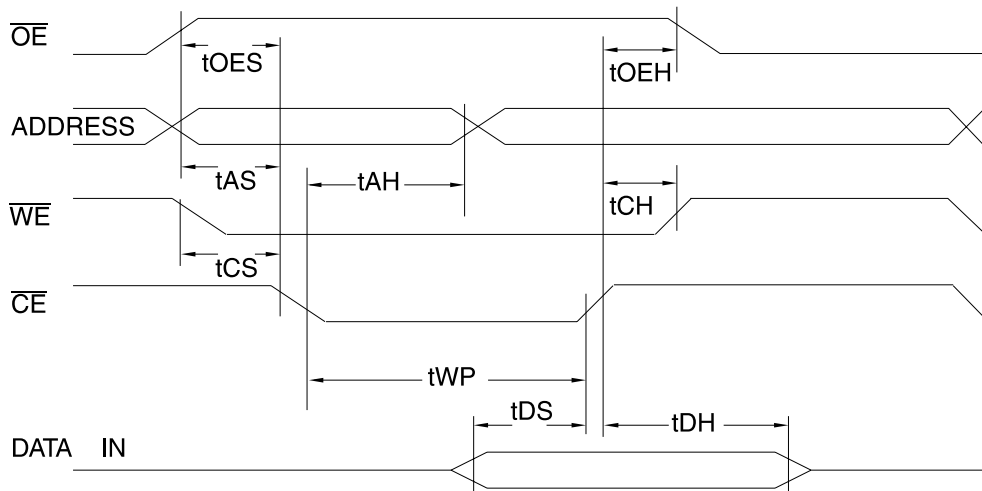 OE
tOES
tOEH
ADDRESS
tAS
tAH
tCH
WE
tCS
CE
tWP
tDS
tDH
DATA IN